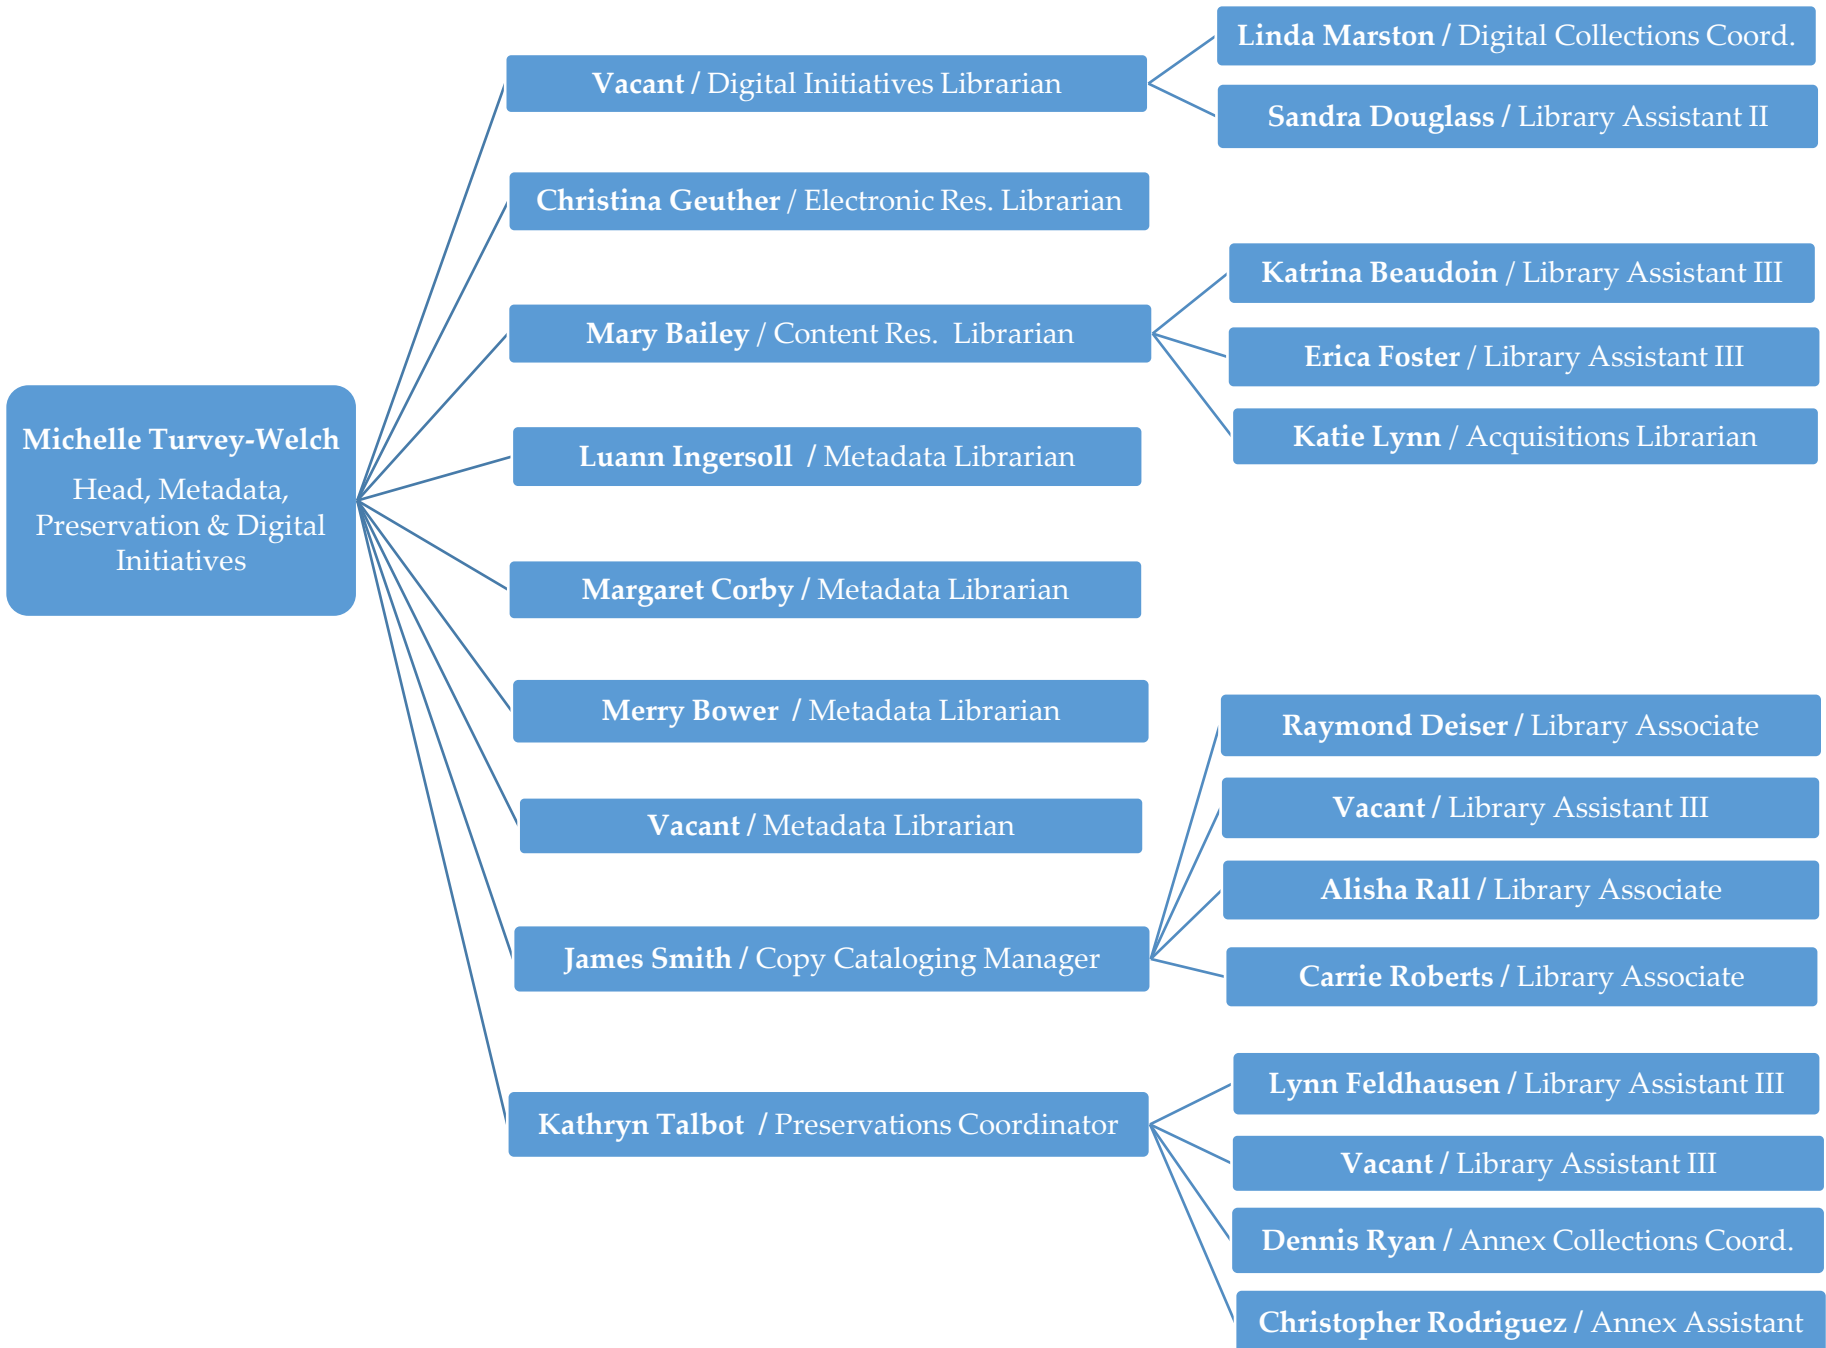 Michelle Turvey-Welch
Head, Metadata,
Preservation & Digital
Initiatives
Vacant / Digital Initiatives Librarian
Linda Marston / Digital Collections Coord.
Sandra Douglass / Library Assistant II
Christina Geuther / Electronic Res. Librarian
Mary Bailey / Content Res.  Librarian
Katrina Beaudoin / Library Assistant III
Erica Foster / Library Assistant III
Katie Lynn / Acquisitions Librarian
Luann Ingersoll  / Metadata Librarian
Margaret Corby / Metadata Librarian
Merry Bower  / Metadata Librarian
Vacant / Metadata Librarian
James Smith / Copy Cataloging Manager
Raymond Deiser / Library Associate
Vacant / Library Assistant III
Alisha Rall / Library Associate
Carrie Roberts / Library Associate
Kathryn Talbot  / Preservations Coordinator
Lynn Feldhausen / Library Assistant III
Vacant / Library Assistant III
Dennis Ryan / Annex Collections Coord.
Christopher Rodriguez / Annex Assistant